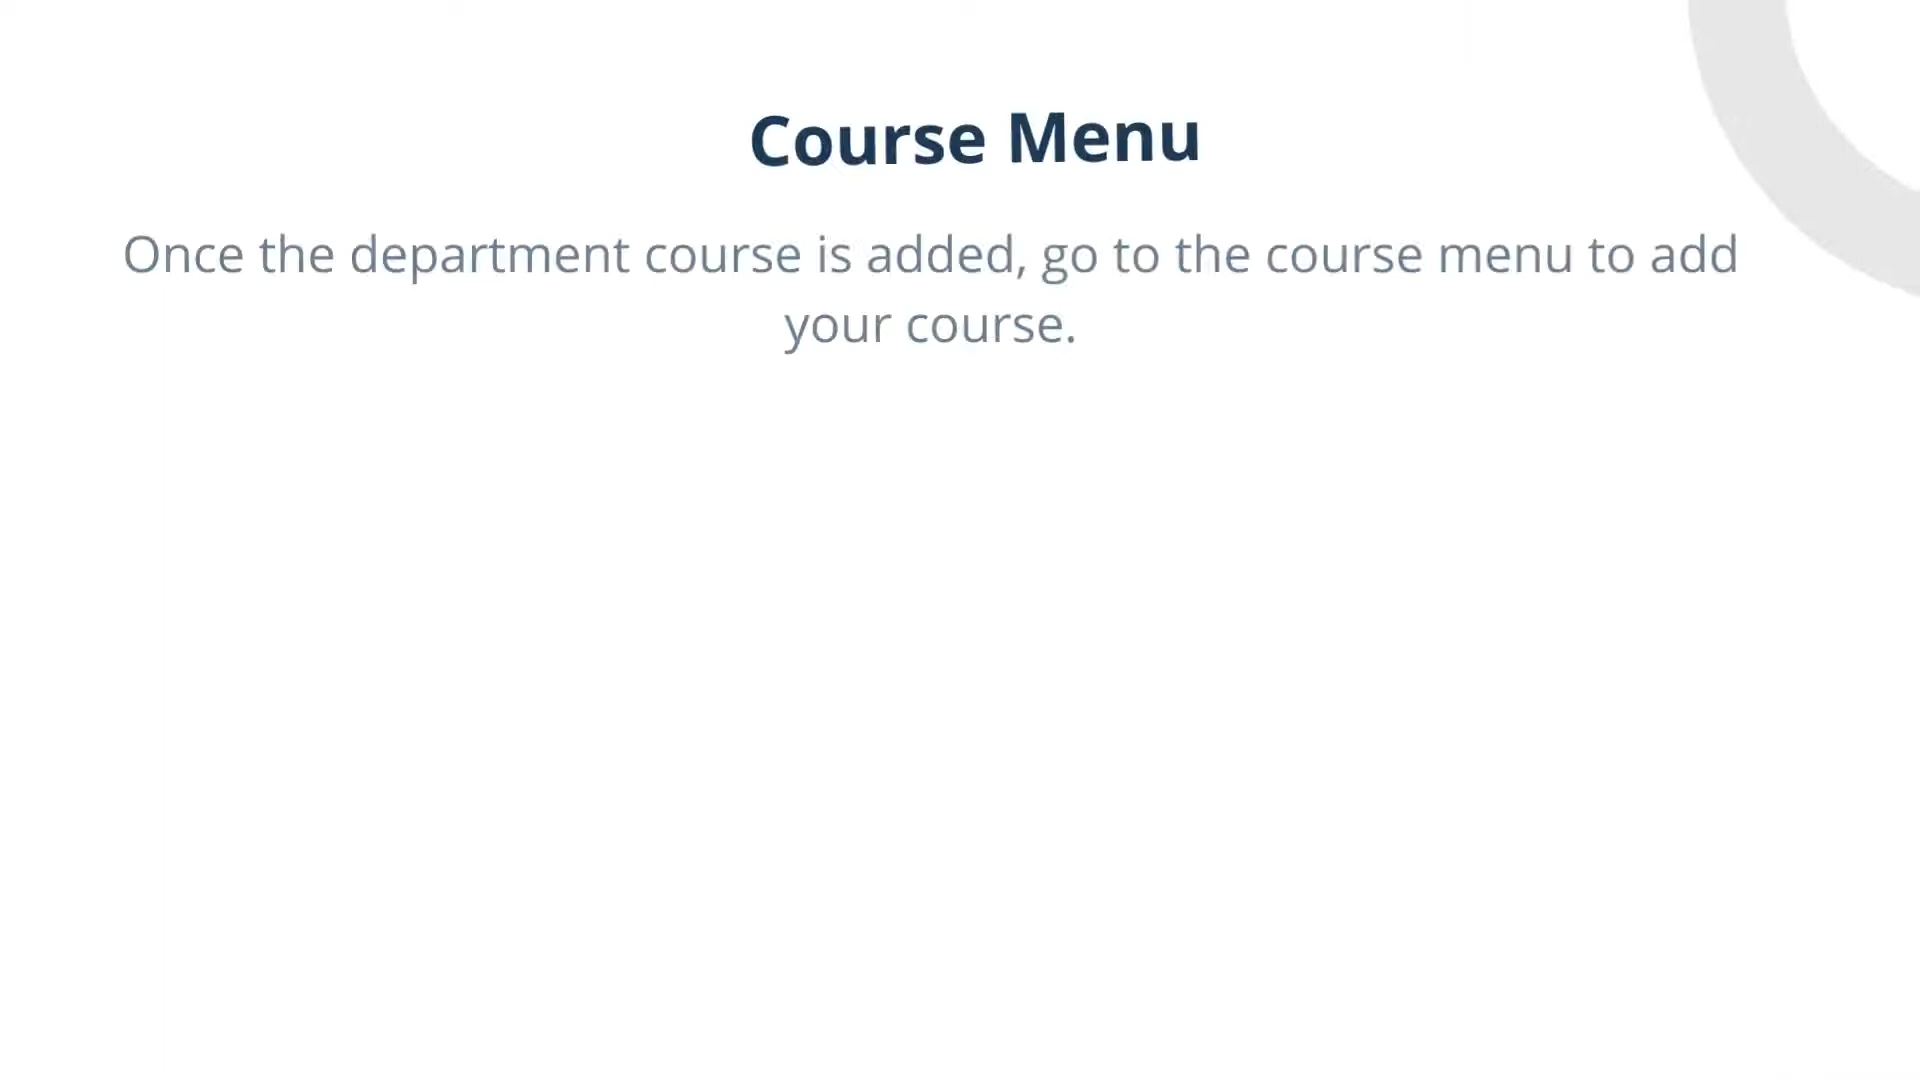 Course Menu
Once the department course is added, go to the course menu to add
your course.